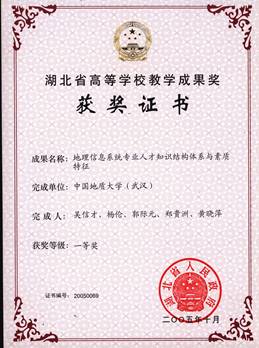 湖北省高等学校教学成果奖
获奖证书
成果名称：地理信息系统专业人才知识结构体系与素质
特征
完成单位：中国地质大学（武汉）
完成人：吴信才、杨伦、郭际元、郑贵洲、黄晓萍
获奖等级：一等奖
证书编号：20050069
湖北省人民政府
二〇〇五年十月